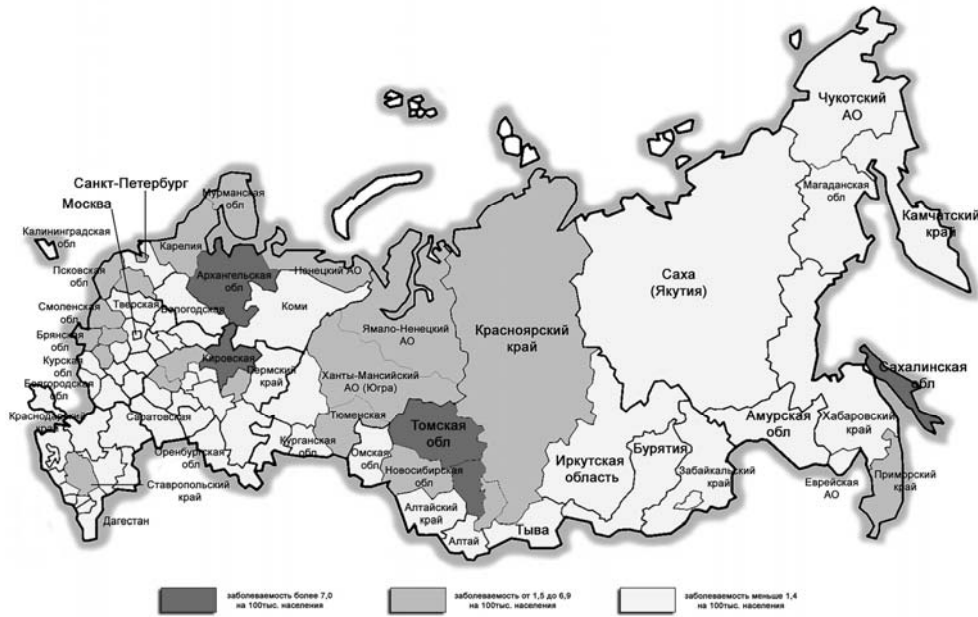 Чукотский
АО
Санкт-Петербург
Москва
Мурманская
обл
Магаданская
обл
Камчатский
край
Калининградская
обл
Карелия
Псковская
обл
Архангельская
обл
Ненецкий АО
Саха
(Якутия)
Смоленская
обл
Тверская
Вологодская
Коми
Ямало-Ненецкий
АО
Красноярский
край
Брянская
обл
Курская
обл
Кировская
Пермский
край
Ханты-Мансийский
АО (Югра)
Сахалинская
обл
Белгородская
обл
Краснодарский
край
Саратовская
Тюменская
Томская
обл
Амурская
обл
Хабаровский
край
Оренбургская
обл
Курганская
обл
Омская
обл
Новосибирская
обл
Иркутская
область
Бурятия
Забайкальский
край
Еврейская
АО
Приморский
край
Ставропольский
край
Дагестан
Алтайский
край
Алтай
Тыва
заболеваемость более 7,0
на 100тыс. населения
заболеваемость от 1,5 до 6,9
на 100тыс. населения
заболеваемость меньше 1,4
на 100тыс. населения